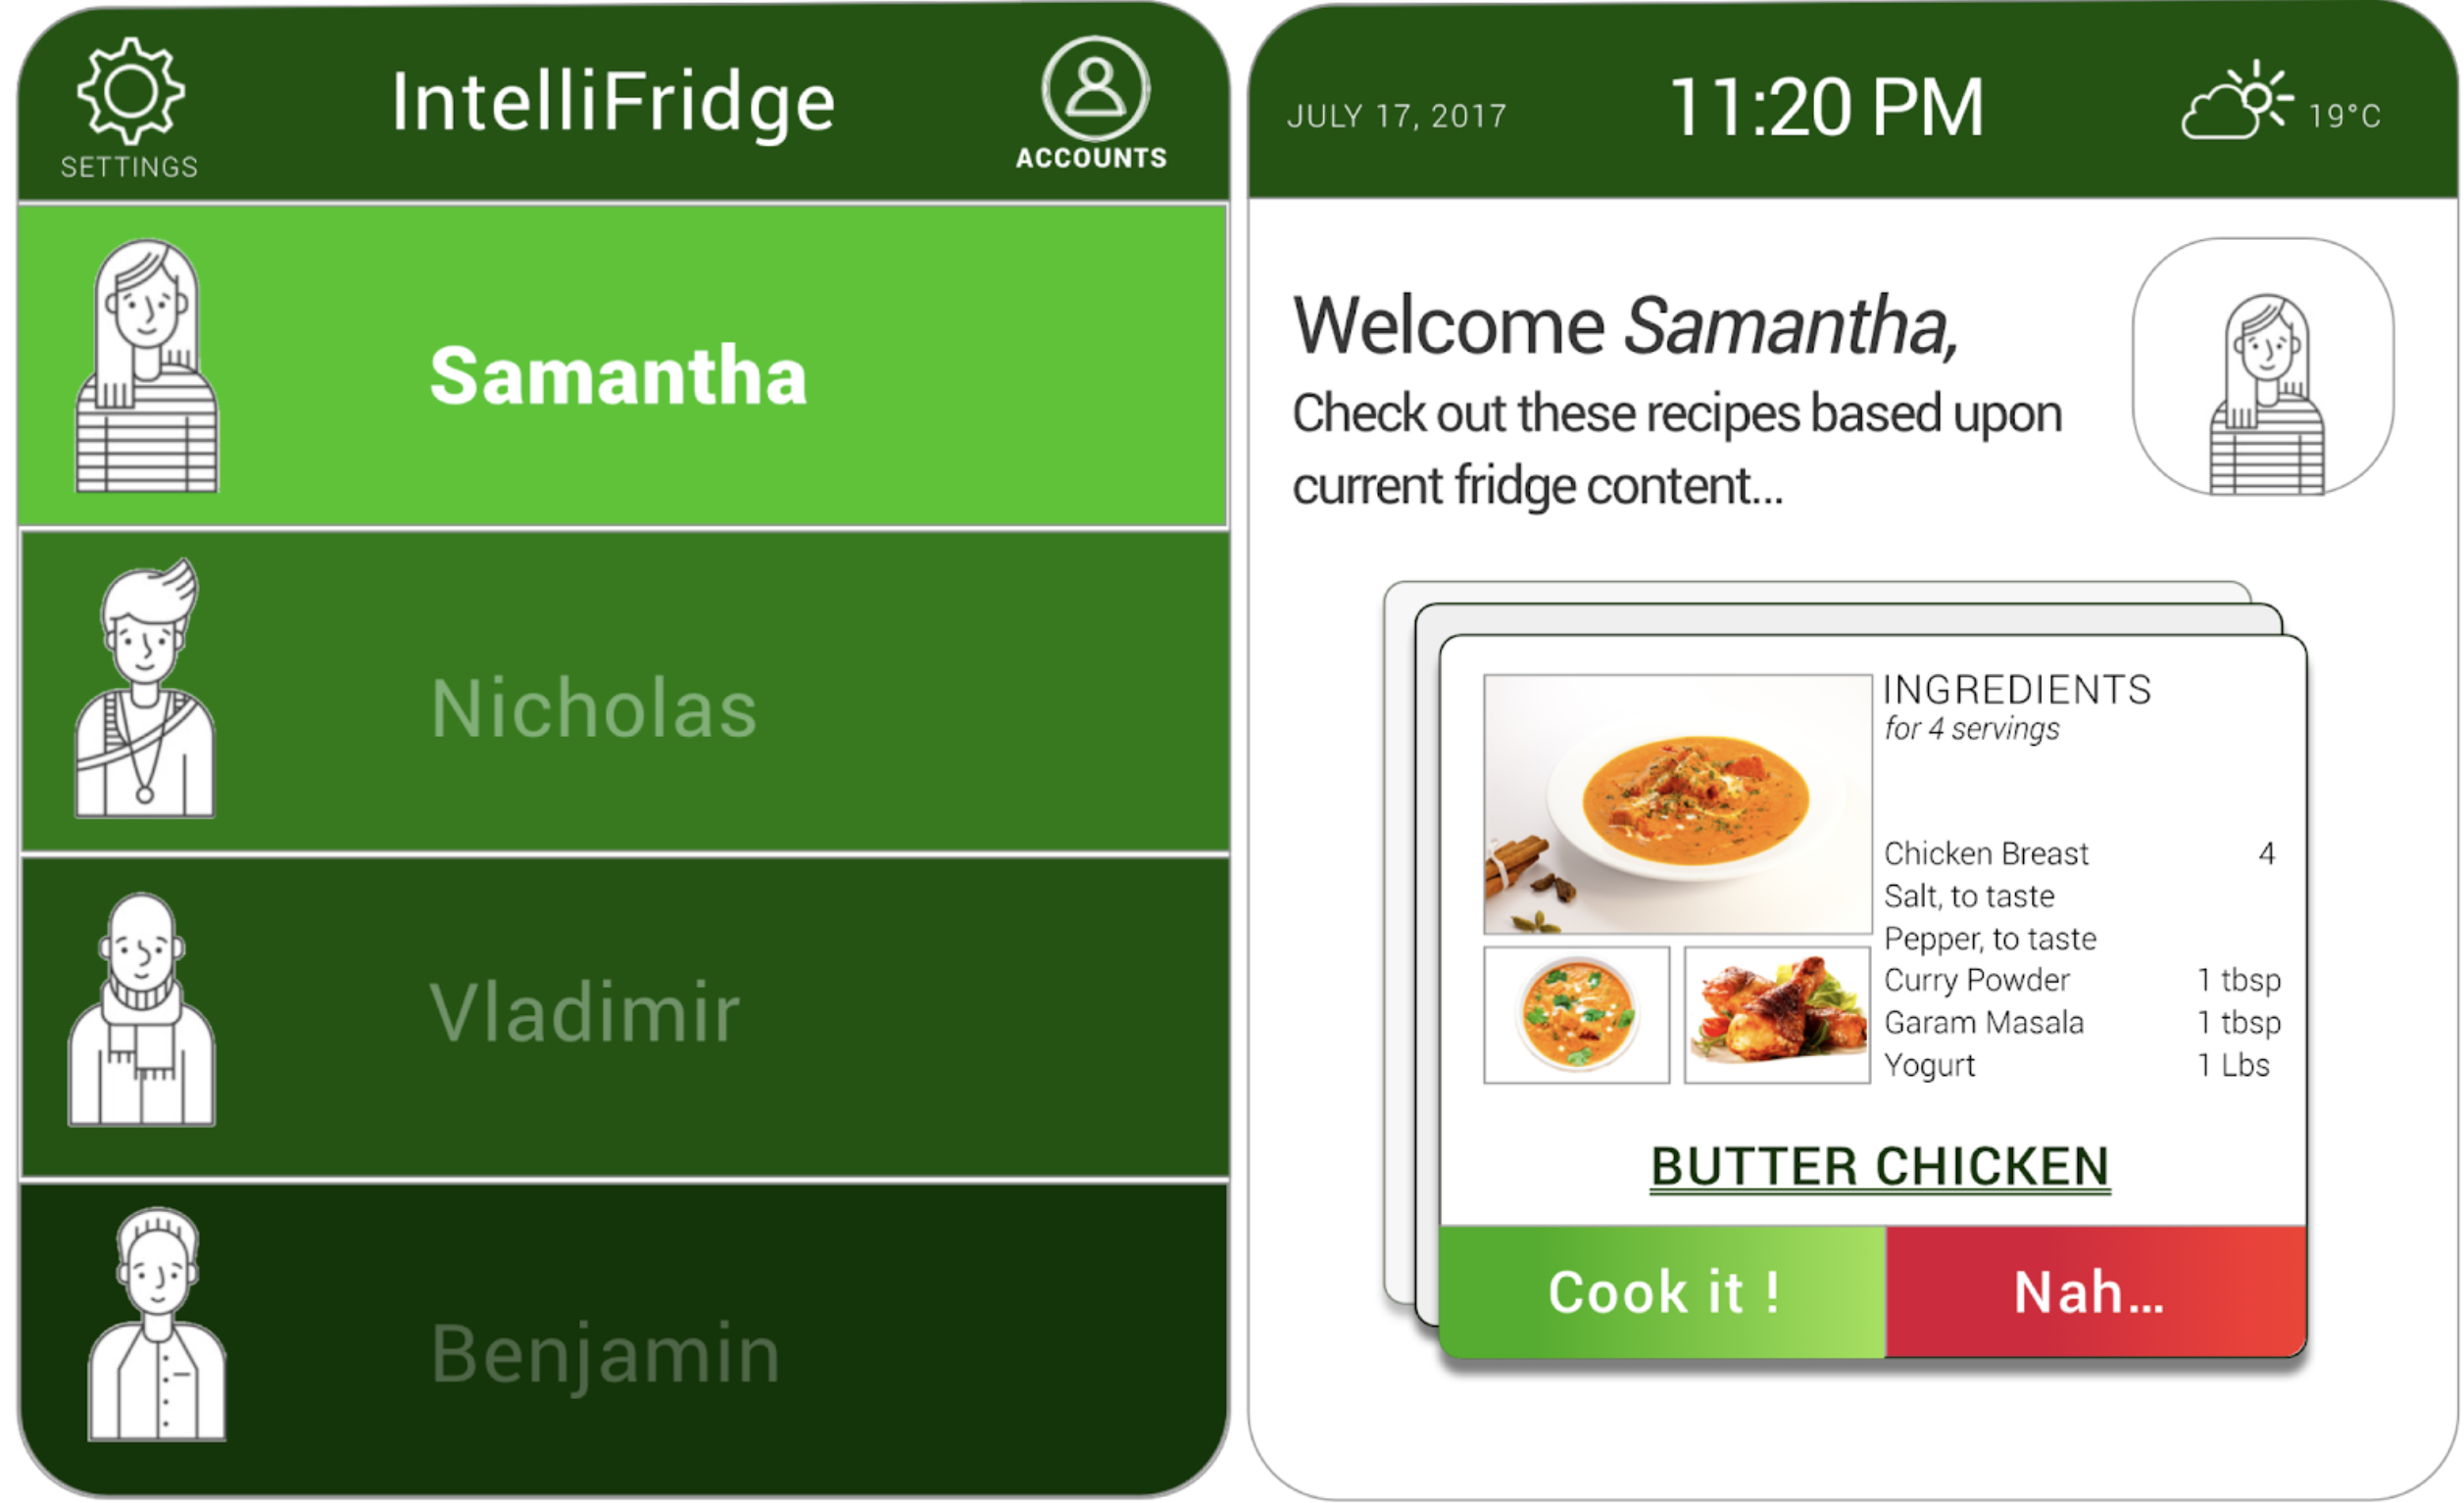 SETTINGS
IntelliFridge
ACCOUNTS
Samantha
Nicholas
Vladimir
Benjamin
JULY 17, 2017
11:20 PM
19°C
Welcome Samantha,
Check out these recipes based upon
current fridge content...
INGREDIENTS
for 4 servings
Chicken Breast 4
Salt, to taste
Pepper, to taste
Curry Powder 1 tbsp
Garam Masala 1 tbsp
Yogurt 1 Lbs
BUTTER CHICKEN
Cook it !
Nah...